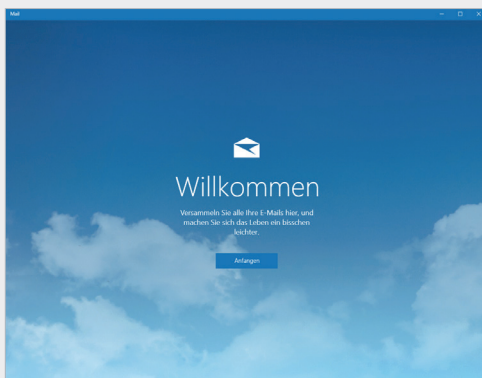 Mail
Willkommen
Versammeln Sie alle Ihre E-Mails hier, und
machen Sie sich das Leben ein bisschen
leichter.
Anfangen